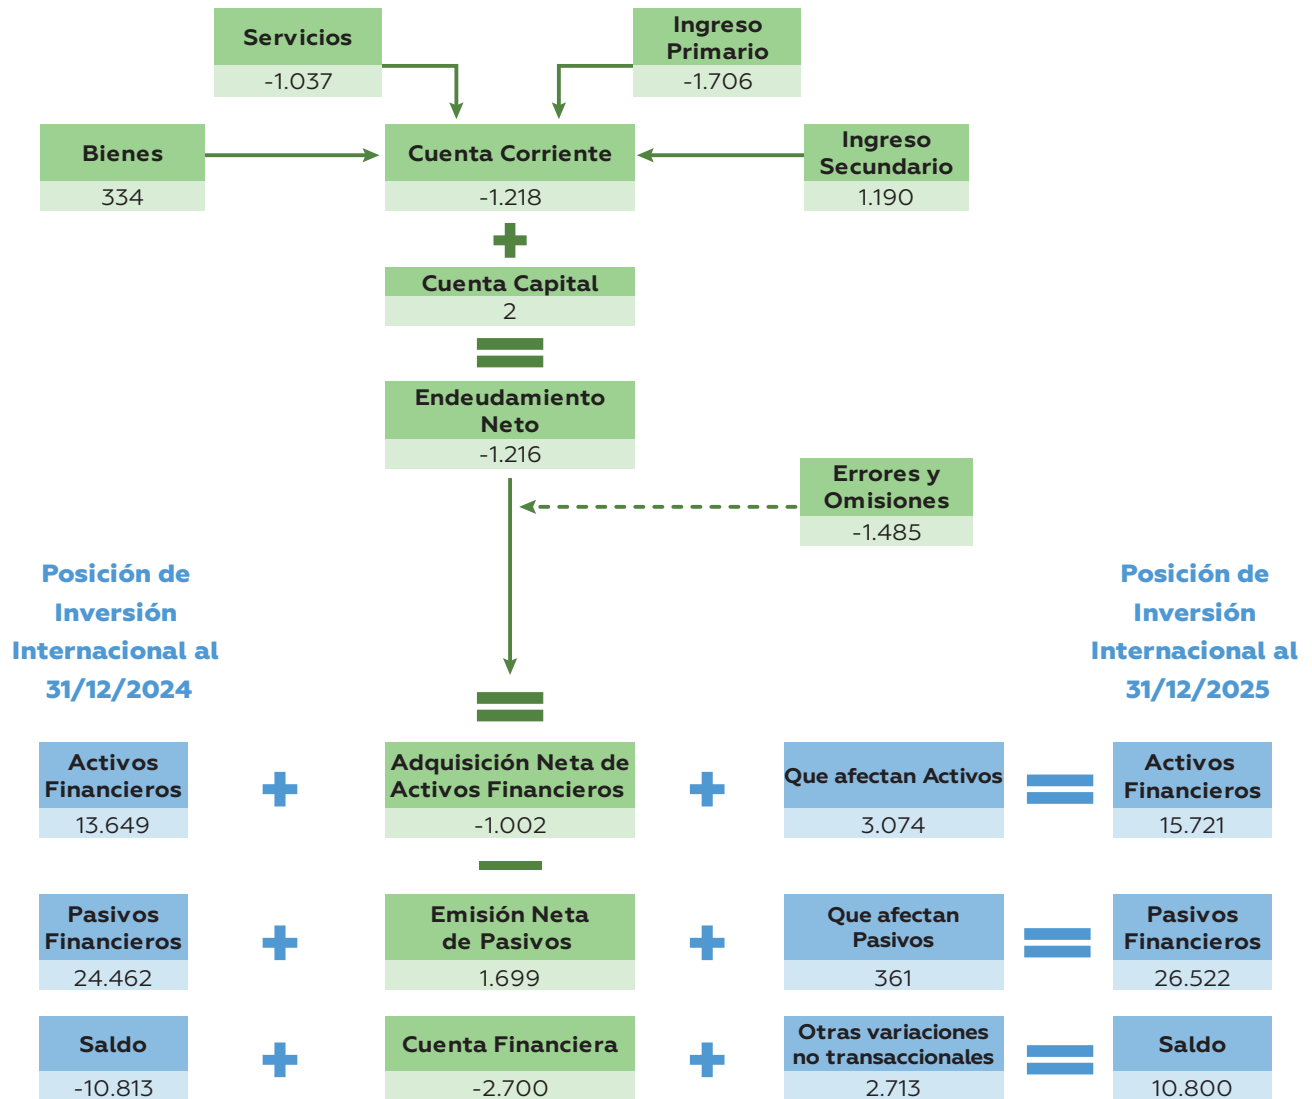 Servicios
-1.037
Ingreso
Primario
-1.706
Bienes
334
Cuenta Corriente
-1.218
Ingreso
Secundario
1.190
Cuenta Capital
2
Endeudamiento
Neto
-1.216
Errores y
Omisiones
-1.485
Posición de
Inversión
Internacional al
31/12/2024
Posición de
Inversión
Internacional al
31/12/2025
Activos
Financieros
13.649
Adquisición Neta de
Activos Financieros
-1.002
Que afectan Activos
3.074
Activos
Financieros
15.721
Pasivos
Financieros
24.462
Emisión Neta
de Pasivos
1.699
Que afectan
Pasivos
361
Pasivos
Financieros
26.522
Saldo
-10.813
Cuenta Financiera
-2.700
Otras variaciones
no transaccionales
2.713
Saldo
10.800